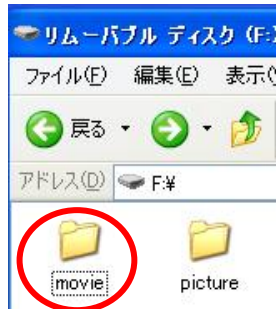 リムーバブル ディスク (F:)
ファイル(F) 編集(E) 表示(V
戻る
アドレス(D) F:¥
movie picture